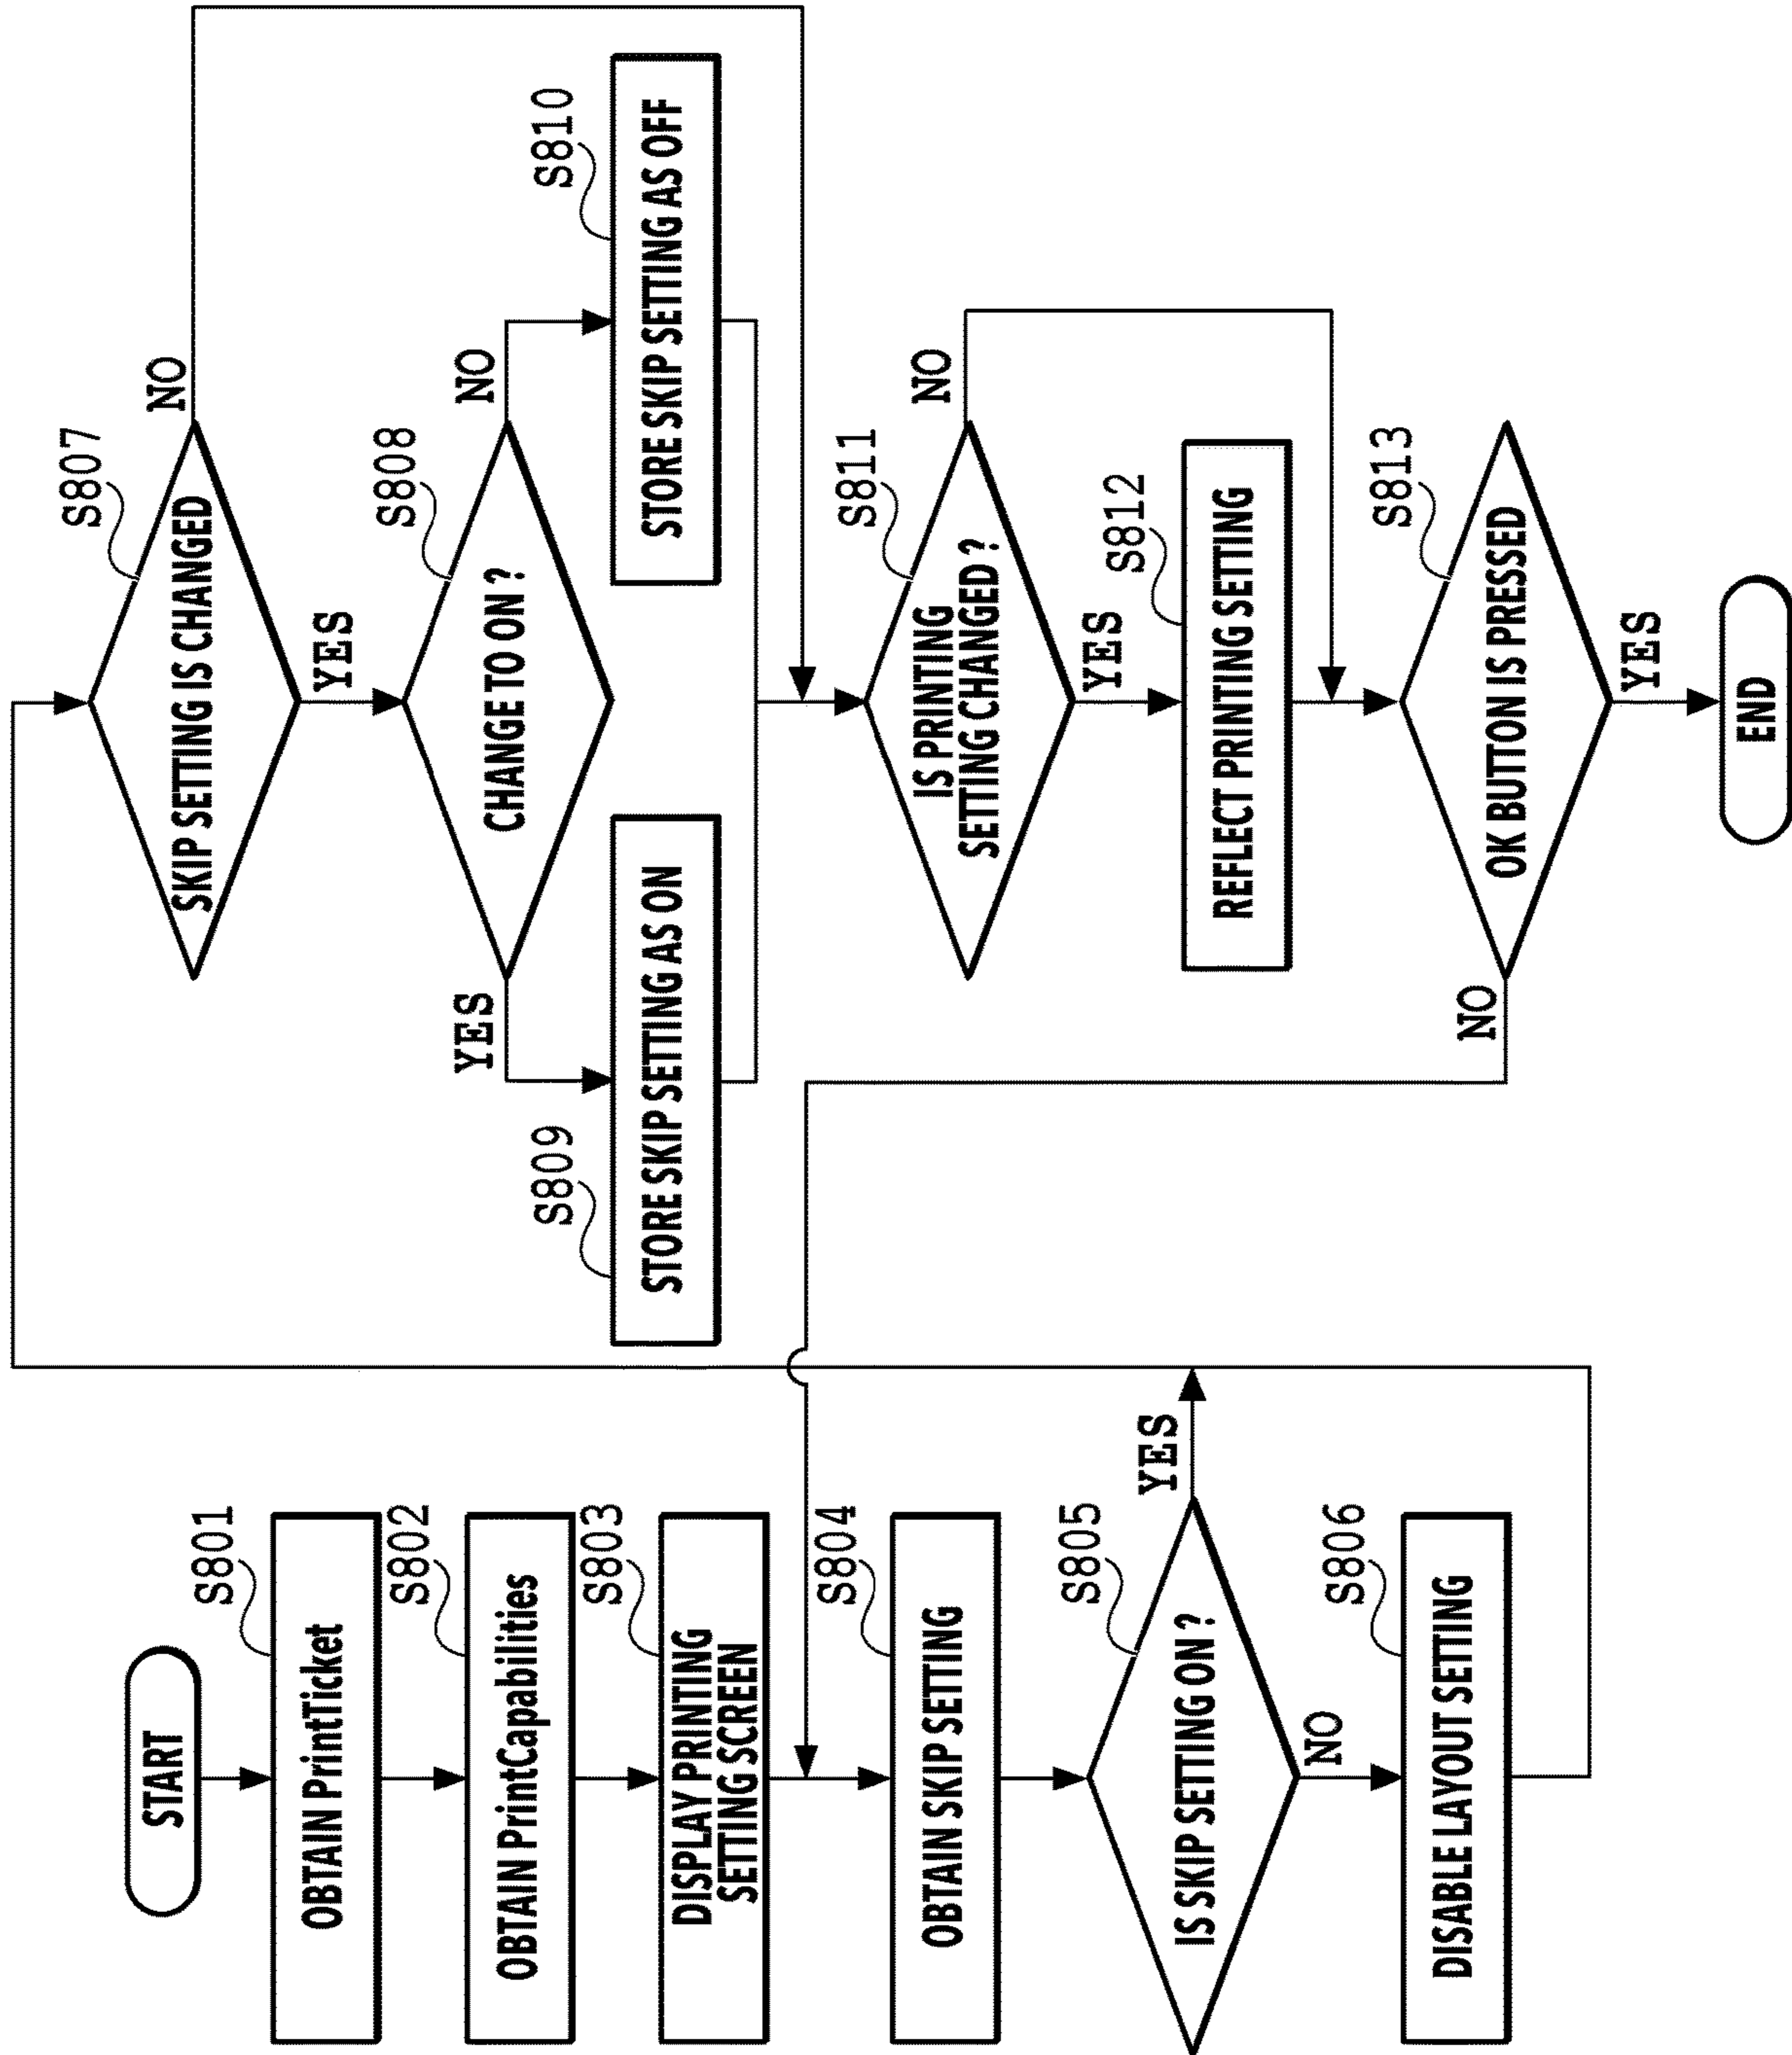 START
S801
OBTAIN PrintTicket
S802
OBTAIN PrintCapabilities
S803
DISPLAY PRINTING
SETTING SCREEN
S804
OBTAIN SKIP SETTING
S805
IS SKIP SETTING ON ?
YES
NO
S806
DISABLE LAYOUT SETTING
S807
SKIP SETTING IS CHANGED
NO
YES
S808
CHANGE TO ON ?
YES
NO
S809
STORE SKIP SETTING AS ON
S810
STORE SKIP SETTING AS OFF
S811
IS PRINTING
SETTING CHANGED ?
NO
YES
S812
REFLECT PRINTING SETTING
S813
OK BUTTON IS PRESSED
NO
YES
END